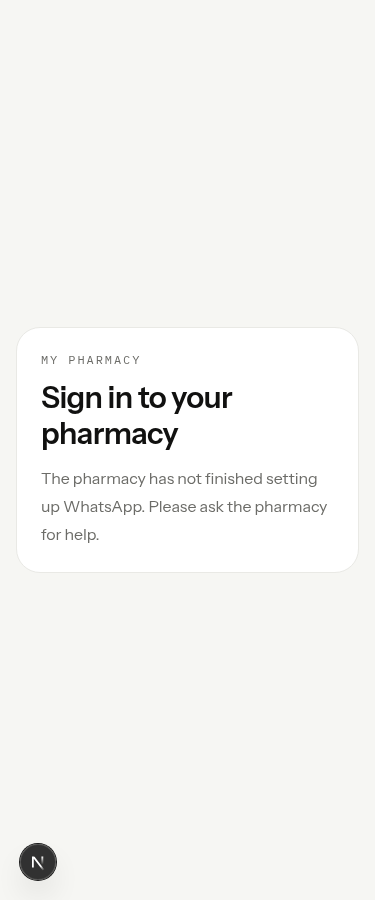 MY PHARMACY
Sign in to your
pharmacy
The pharmacy has not finished setting
up WhatsApp. Please ask the pharmacy
for help.
N